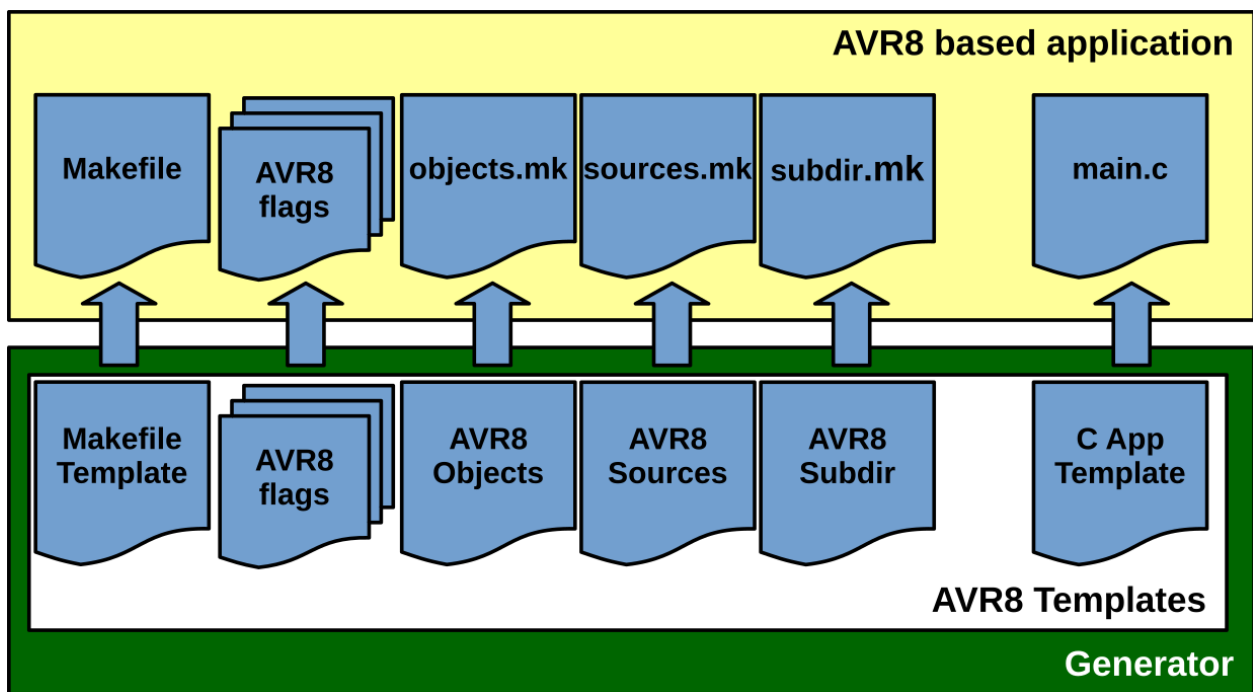 AVR8 based application
Makefile
AVR8
flags
objects.mk
sources.mk
subdir.mk
main.c
Makefile
Template
AVR8
flags
AVR8
Objects
AVR8
Sources
AVR8
Subdir
C App
Template
AVR8 Templates
Generator